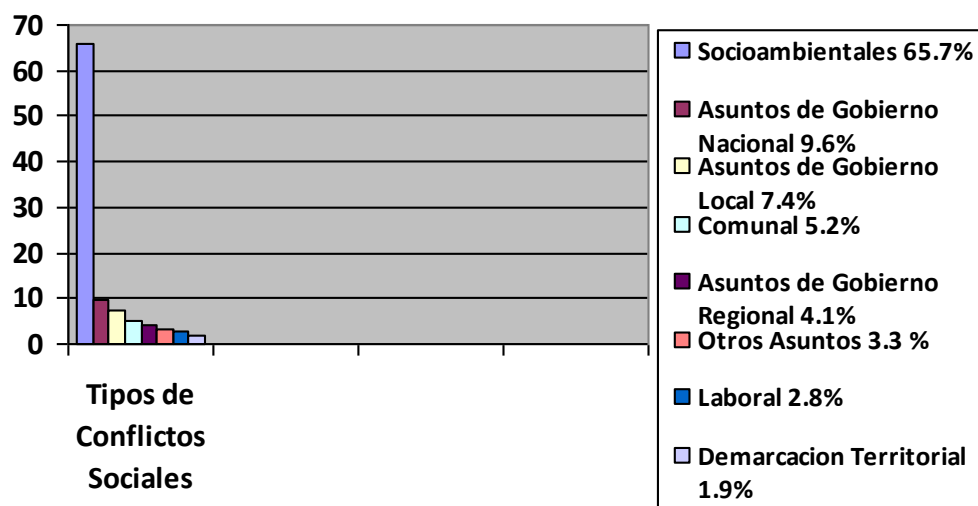 70
60
50
40
30
20
10
0
Tipos de
Conflictos
Sociales
Socioambientales 65.7%
Asuntos de Gobierno
Nacional 9.6%
Asuntos de Gobierno
Local 7.4%
Comunal 5.2%
Asuntos de Gobierno
Regional 4.1%
Otros Asuntos 3.3 %
Laboral 2.8%
Demarcacion Territorial
1.9%